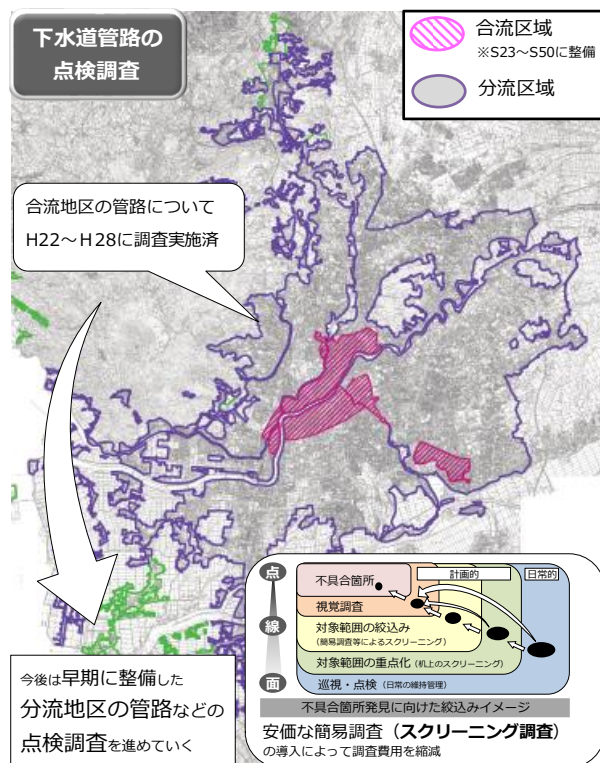 下水道管路の
点検調査
合流区域
※S23～S50に整備
分流区域
合流地区の管路について
H22～H28に調査実施済
点
線
面
計画的
日常的
不具合箇所
視覚調査
対象範囲の絞込み
(簡易調査等によるスクリーニング)
対象範囲の重点化（机上のスクリーニング）
巡視・点検（日常の維持管理）
不具合箇所発見に向けた絞込みイメージ
安価な簡易調査（スクリーニング調査）
の導入によって調査費用を縮減
今後は早期に整備した
分流地区の管路などの
点検調査を進めていく